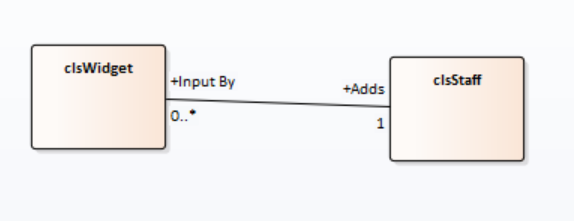 clsWidget
+Input By
0..*
+Adds
1
clsStaff